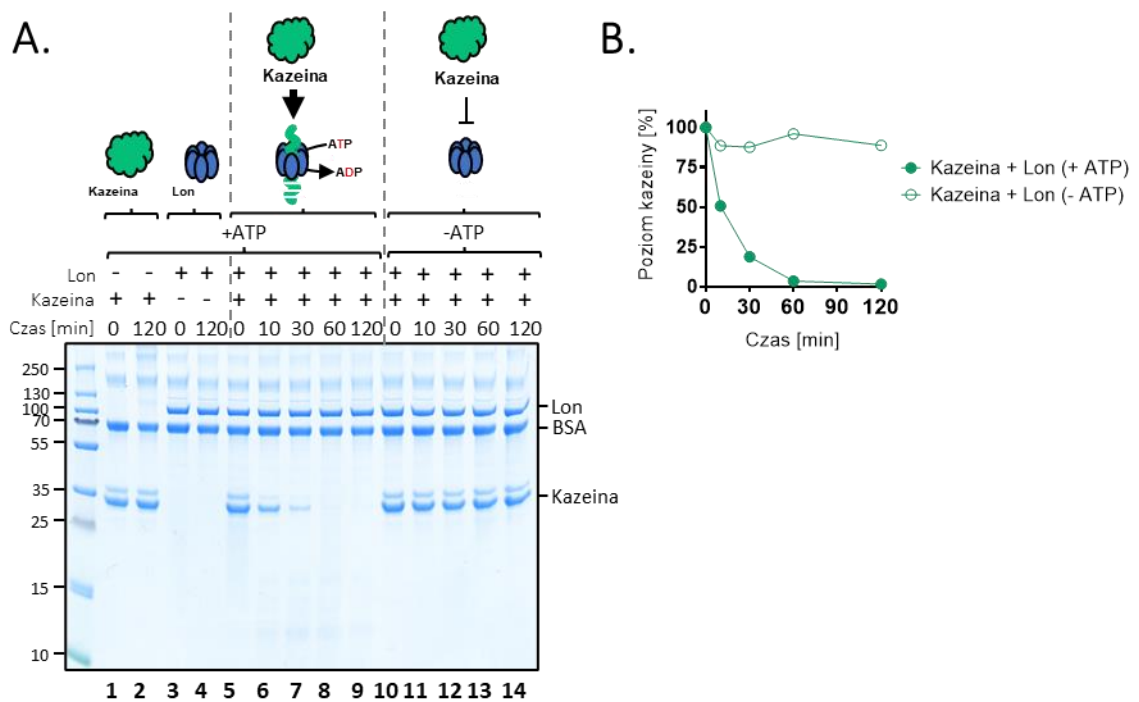 A.
B.
Kazeina
Kazeina
Kazeina
Lon
ATP
ADP
+ATP
-ATP
Lon - - + + + + + + + + + + + +
Kazeina + + - - + + + + + + + + + +
Czas [min] 0 120 0 120 0 10 30 60 120 0 10 30 60 120
250
130
100
70
55
35
25
15
10
Lon
BSA
Kazeina
1 2 3 4 5 6 7 8 9 10 11 12 13 14
Poziom kazeiny [%]
100
75
50
25
0
0 30 60 90 120
Czas [min]
Kazeina + Lon (+ ATP)
Kazeina + Lon (- ATP)